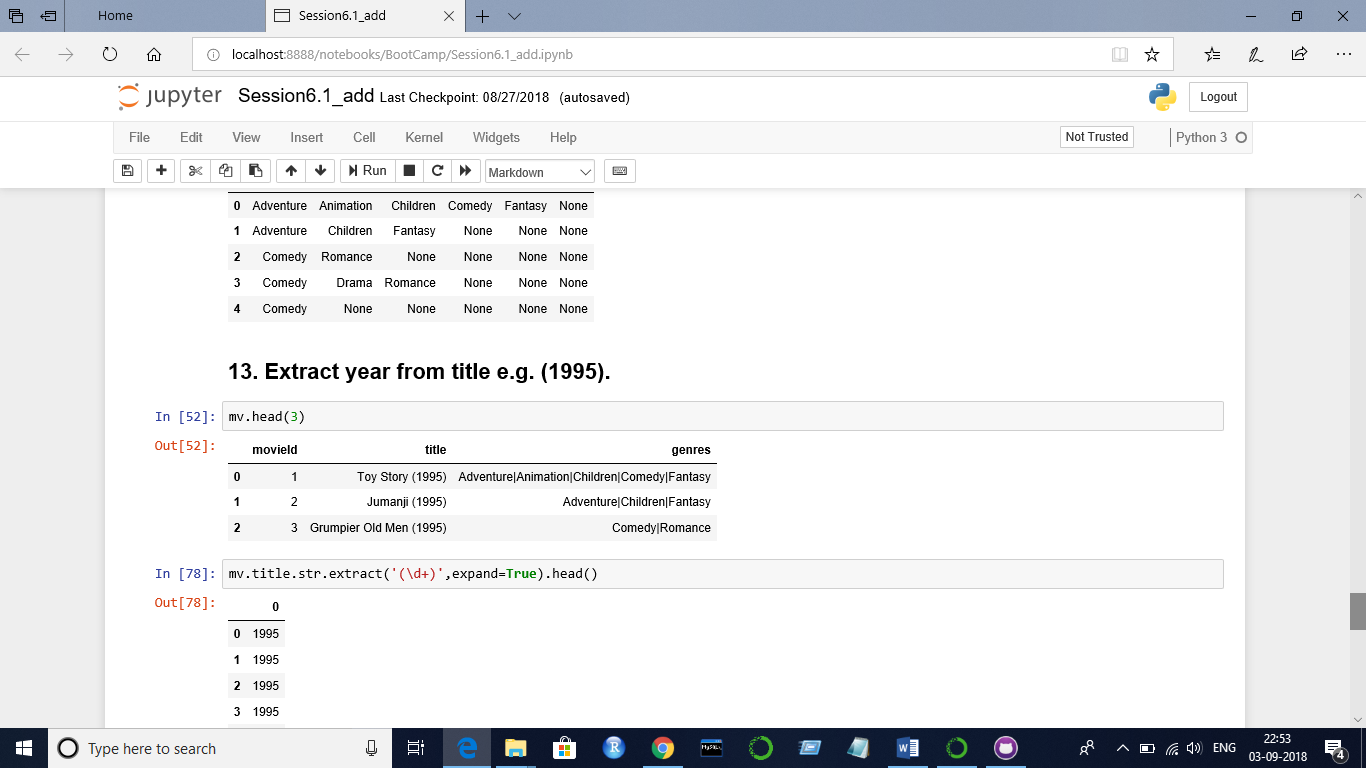 Home
Session6.1_add
localhost:8888/notebooks/BootCamp/Session6.1_add.ipynb
jupyter Session6.1_add Last Checkpoint: 08/27/2018 (autosaved)
Logout
File Edit View Insert Cell Kernel Widgets Help
Not Trusted Python 3
Run Markdown
0 Adventure Animation Children Comedy Fantasy None
1 Adventure Children Fantasy None None None
2 Comedy Romance None None None None
3 Comedy Drama Romance None None None
4 Comedy None None None None None
13. Extract year from title e.g. (1995).
In [52]: mv.head(3)
Out[52]:
movieId title genres
0 1 Toy Story (1995) Adventure|Animation|Children|Comedy|Fantasy
1 2 Jumanji (1995) Adventure|Children|Fantasy
2 3 Grumpier Old Men (1995) Comedy|Romance
In [78]: mv.title.str.extract('(\d+)',expand=True).head()
Out[78]:
0
0 1995
1 1995
2 1995
3 1995
Type here to search
R
MySQL
W
ENG
22:53
03-09-2018
4